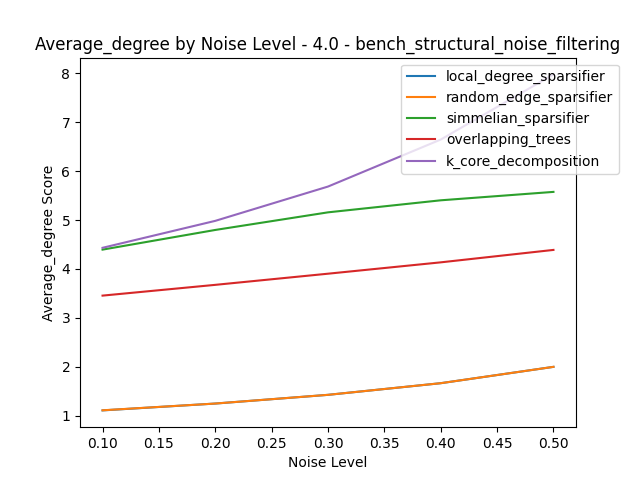 Average_degree by Noise Level - 4.0 - bench_structural_noise_filtering
local_degree_sparsifier
random_edge_sparsifier
simmelian_sparsifier
overlapping_trees
k_core_decomposition
Average_degree Score
8
7
6
5
4
3
2
1
0.10 0.15 0.20 0.25 0.30 0.35 0.40 0.45 0.50
Noise Level